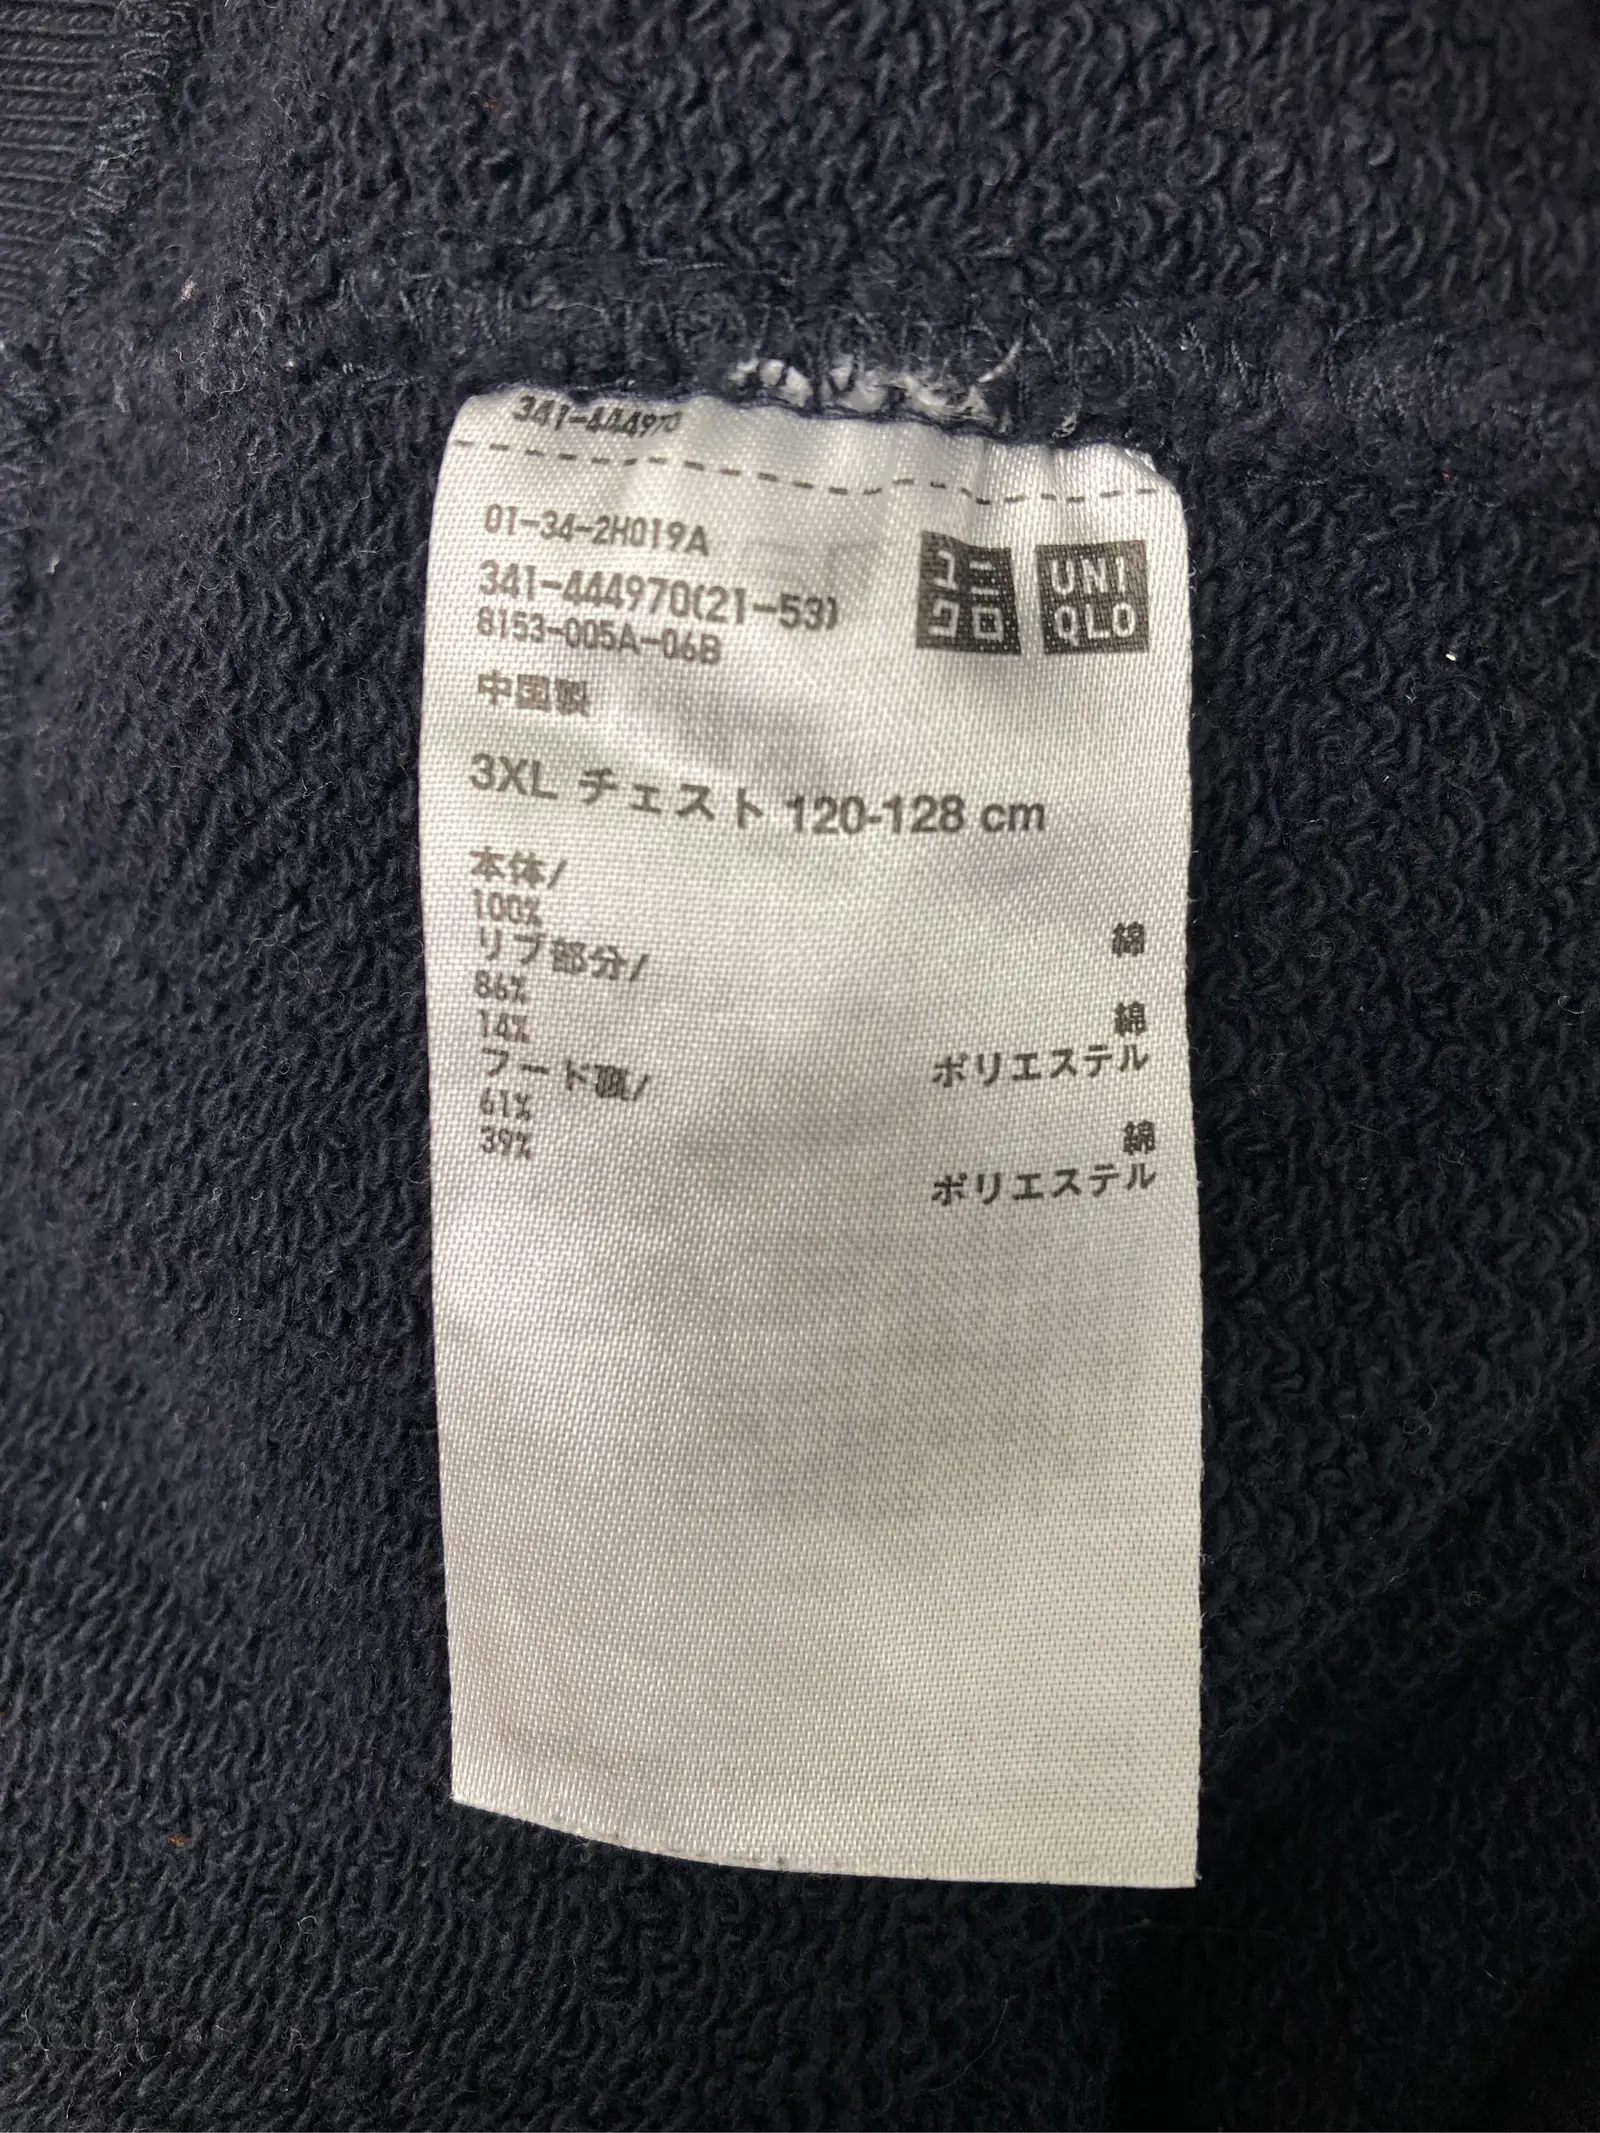 341-444970
01-34-2H019A
341-444970(21-53)
8153-005A-06B
中国製
ユニ
クロ
UNI
QLO
3XL チェスト 120-128 cm
本体/
100% 綿
リブ部分/
86% 綿
14% ポリエステル
フード裏/
61% 綿
39% ポリエステル